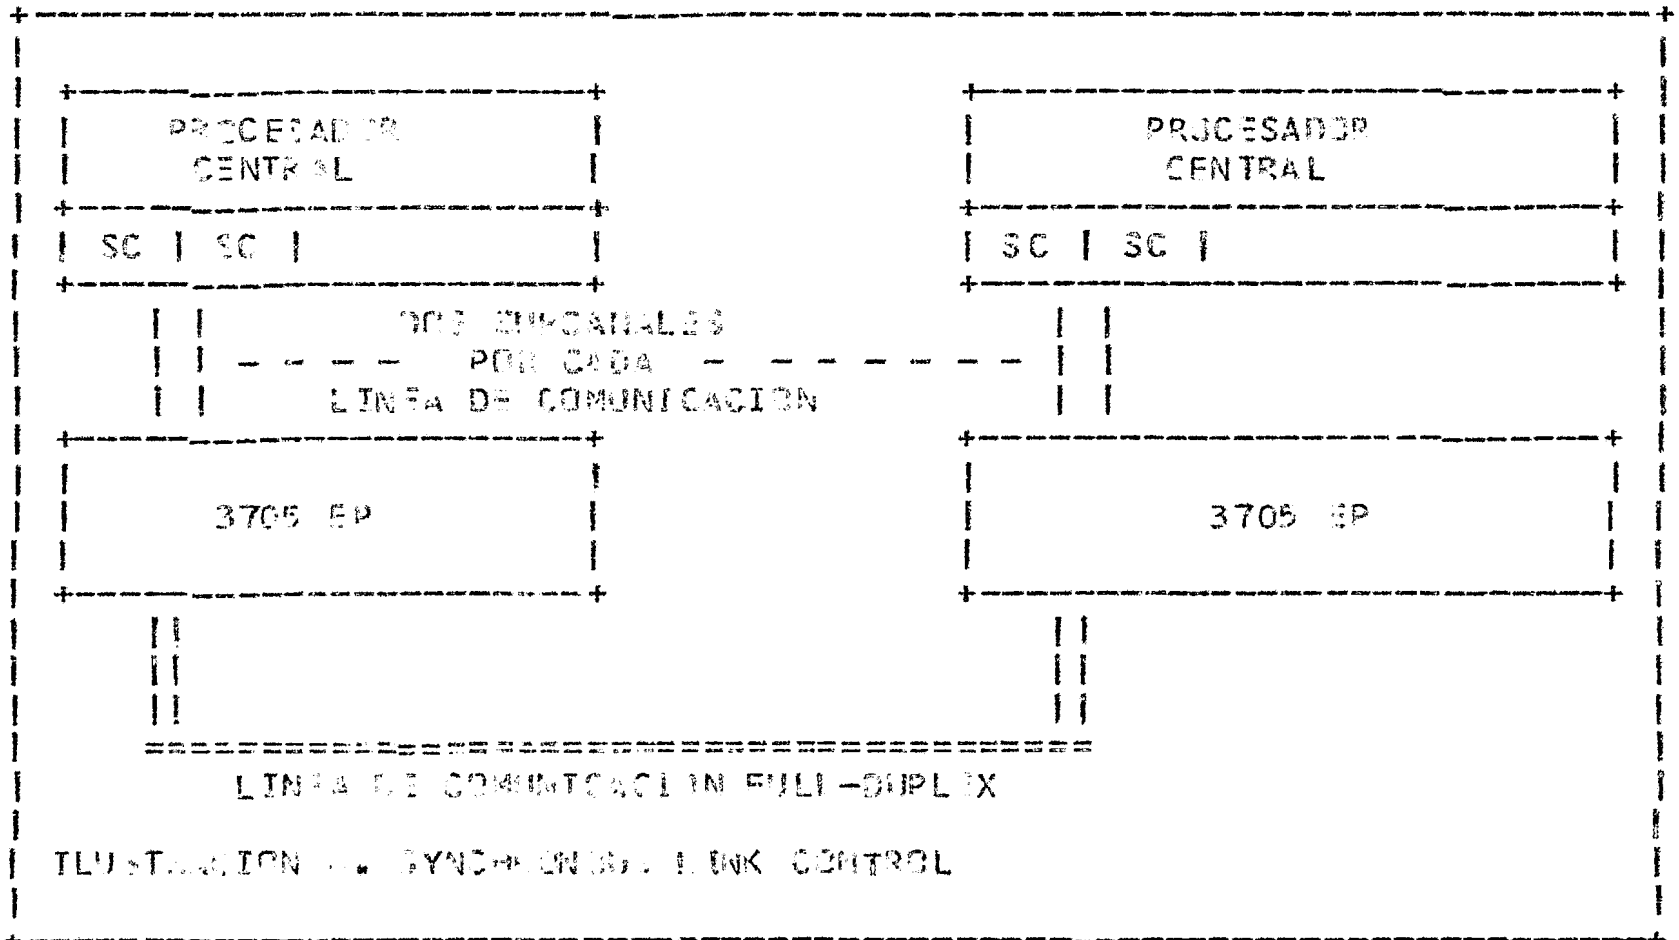 PROCESADOR
CENTRAL
PROCESADOR
CENTRAL
SC | SC |
SC | SC |
DOS SUBCANALES
POR CADA
LINEA DE COMUNICACION
3705 EP
3705 EP
LINEA DE COMUNICACION FULL-DUPLEX
ILUSTRACION SYNCHRONOUS LINK CONTROL